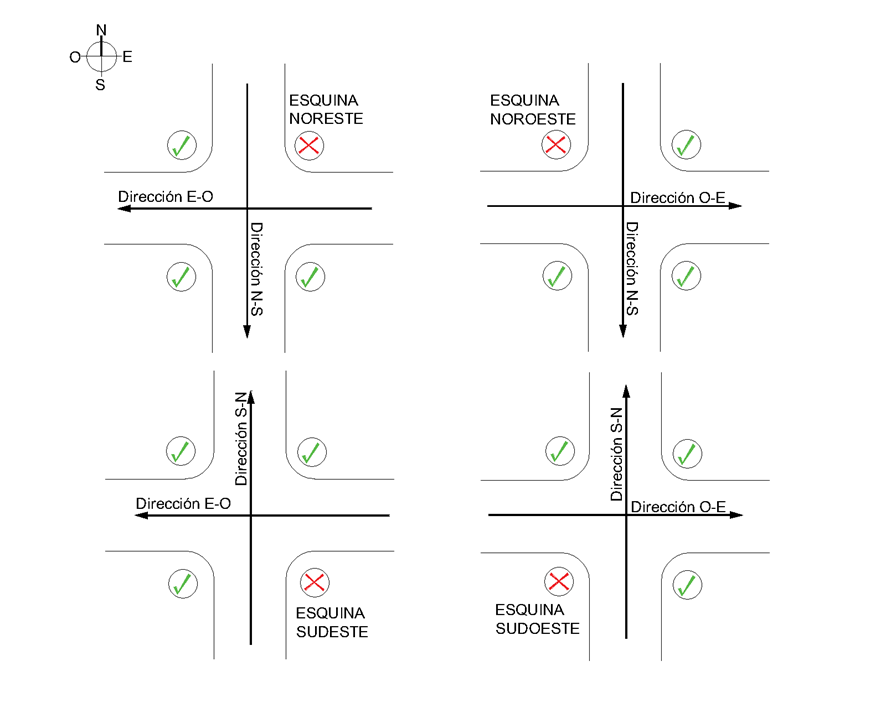 N
O E
S
ESQUINA
NORESTE
Dirección E-O
Dirección N-S
ESQUINA
NOROESTE
Dirección O-E
Dirección N-S
Dirección S-N
Dirección E-O
ESQUINA
SUDESTE
Dirección S-N
Dirección O-E
ESQUINA
SUDOESTE